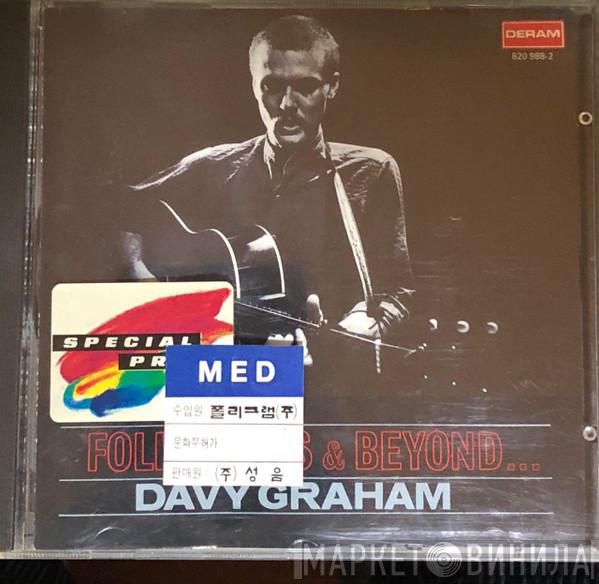 DERAM
820 988-2
SPECIAL
PR
MED
수입원 폴리그램(주)
문화부허가
판매원 : (주) 성 음
FOL S & BEYOND...
DAVY GRAHAM
МАРКЕТ ВИНИЛА